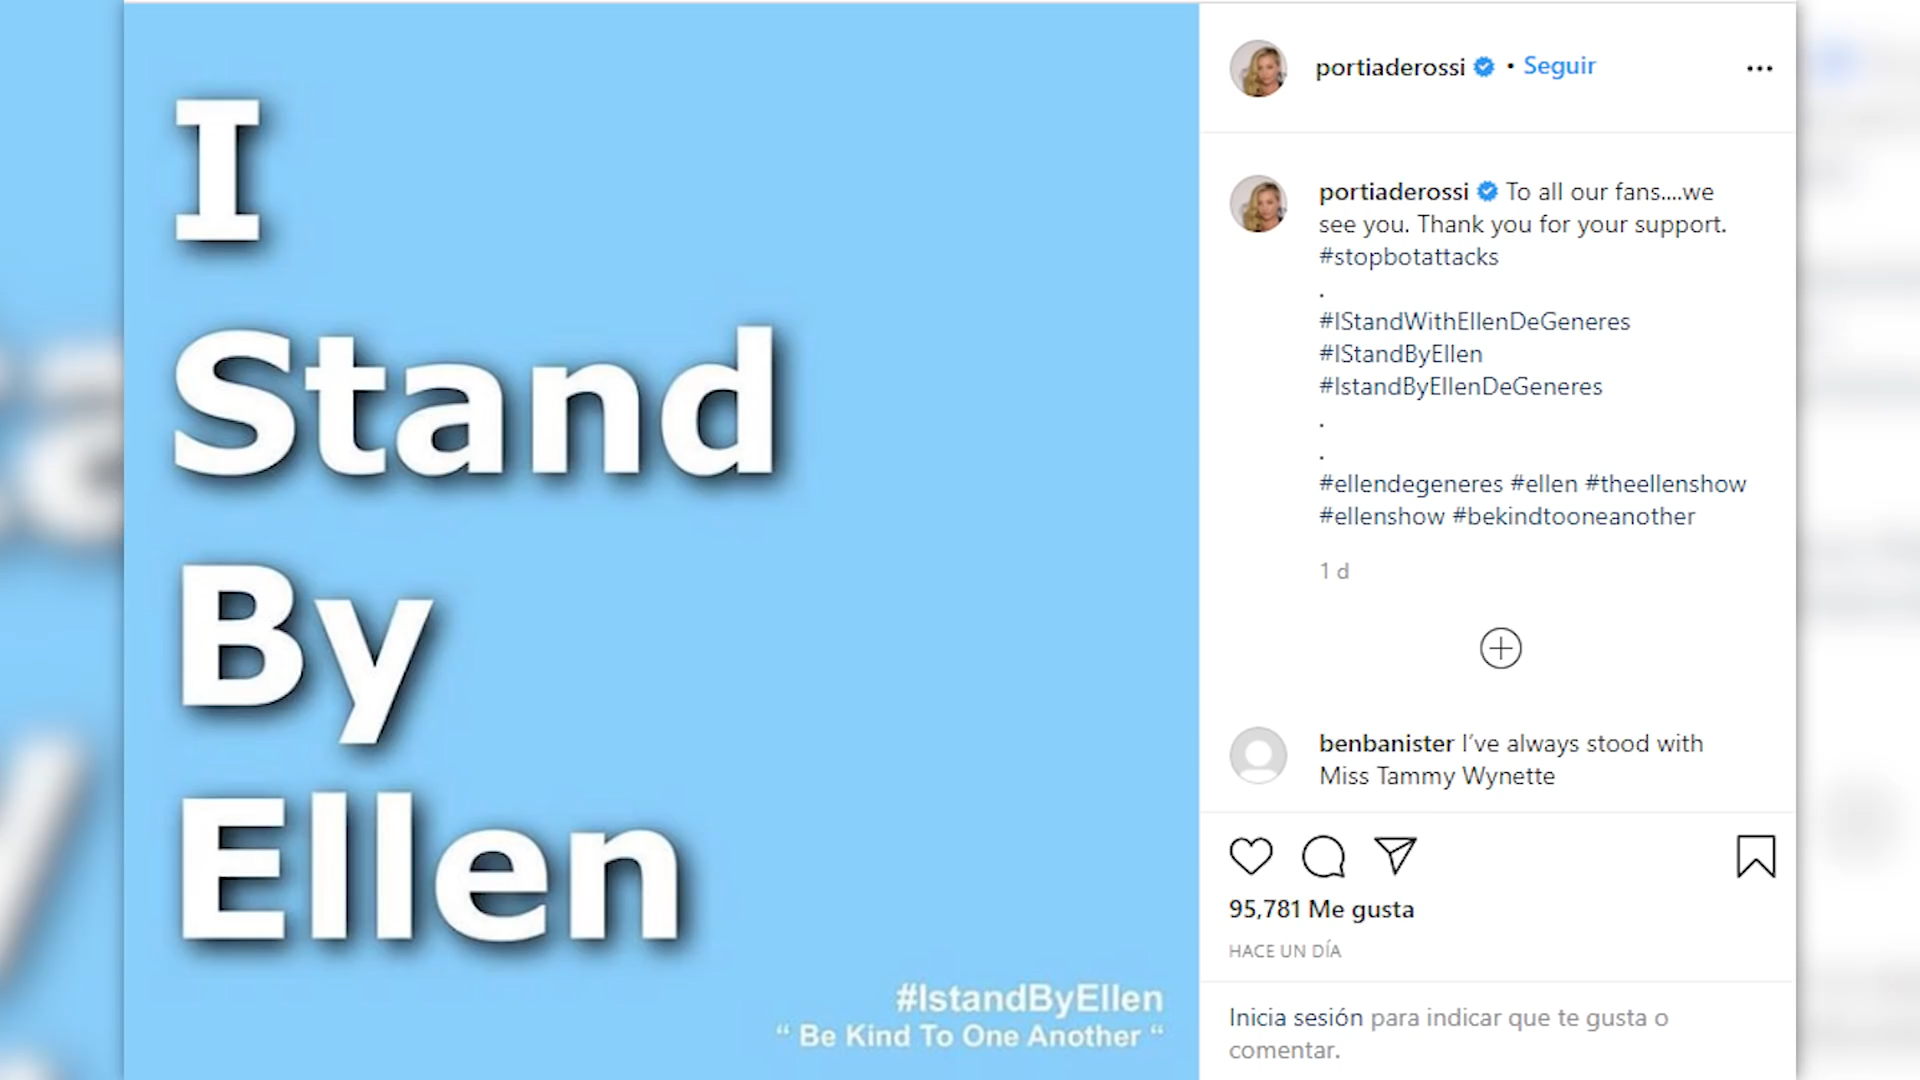 I
Stand
By
Ellen
#IstandByEllen
“ Be Kind To One Another “
portiaderossi • Seguir
portiaderossi To all our fans....we
see you. Thank you for your support.
#stopbotattacks
.
#IStandWithEllenDeGeneres
#IStandByEllen
#IstandByEllenDeGeneres
.
.
#ellendegeneres #ellen #theellenshow
#ellenshow #bekindtooneanother
1 d
benbanister I’ve always stood with
Miss Tammy Wynette
95,781 Me gusta
HACE UN DÍA
Inicia sesión para indicar que te gusta o
comentar.